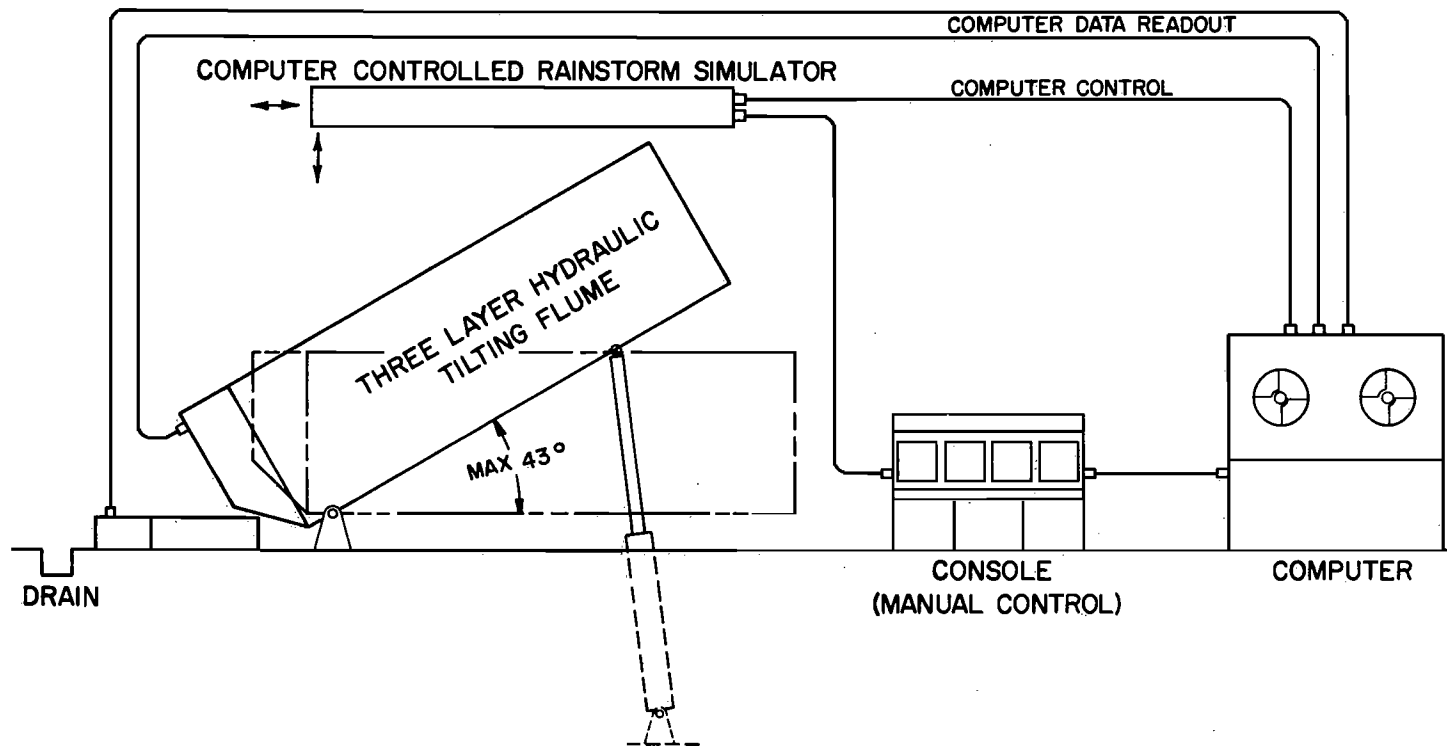 COMPUTER DATA READOUT
COMPUTER CONTROLLED RAINSTORM SIMULATOR
COMPUTER CONTROL
THREE LAYER HYDRAULIC
TILTING FLUME
MAX 43°
DRAIN
CONSOLE
(MANUAL CONTROL)
COMPUTER